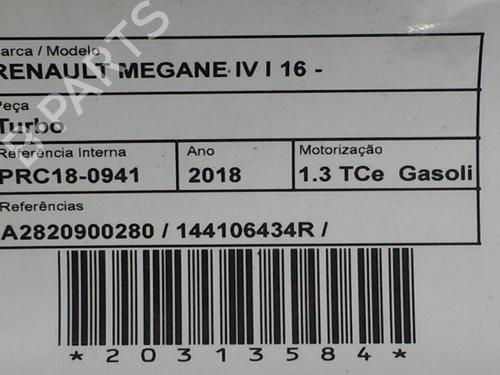 arca / Modelo
RENAULT MEGANE IV I 16 -
Peça
Turbo
Referência Interna
Ano
Motorização
PRC18-0941
2018
1.3 TCe Gasoli
Referências
A2820900280 / 144106434R /
*20313584*
B PARTS